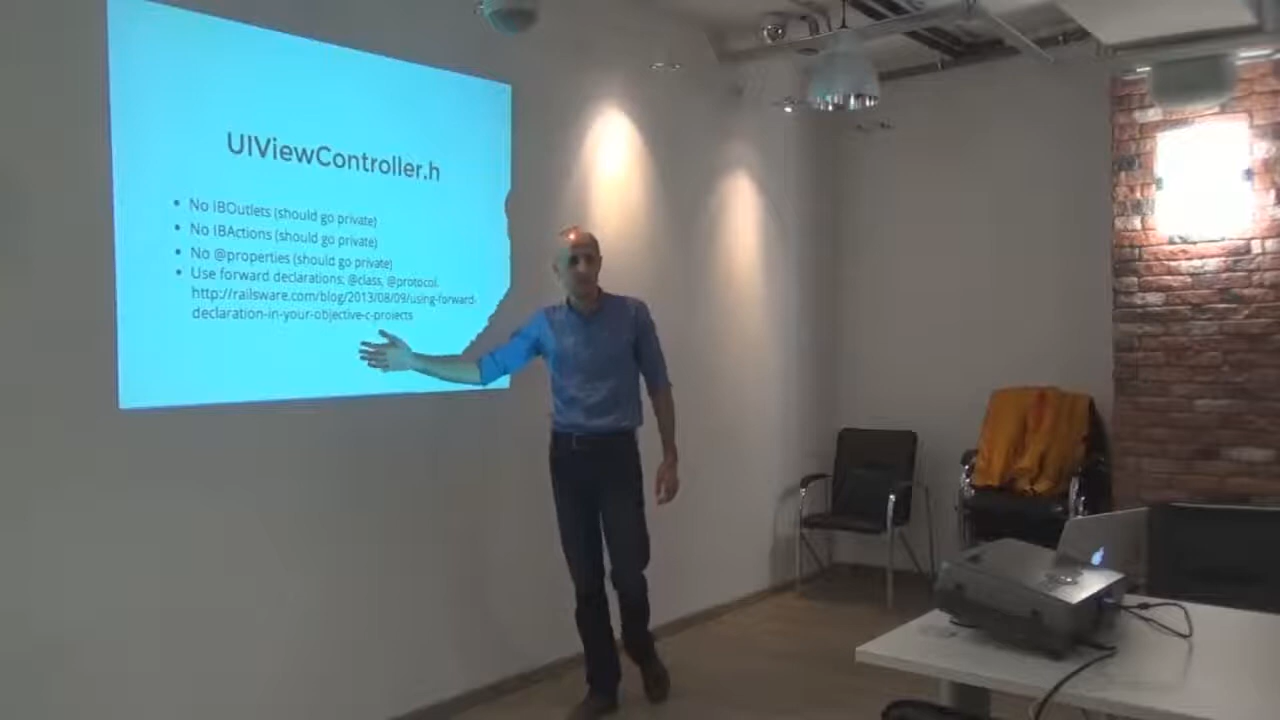 UIViewController.h
• No IBOutlets (should go private)
• No IBActions (should go private)
• No @properties (should go private)
• Use forward declarations; @class, @protocol.
http://railsware.com/blog/2013/08/09/using-forward-
declaration-in-your-objective-c-projects